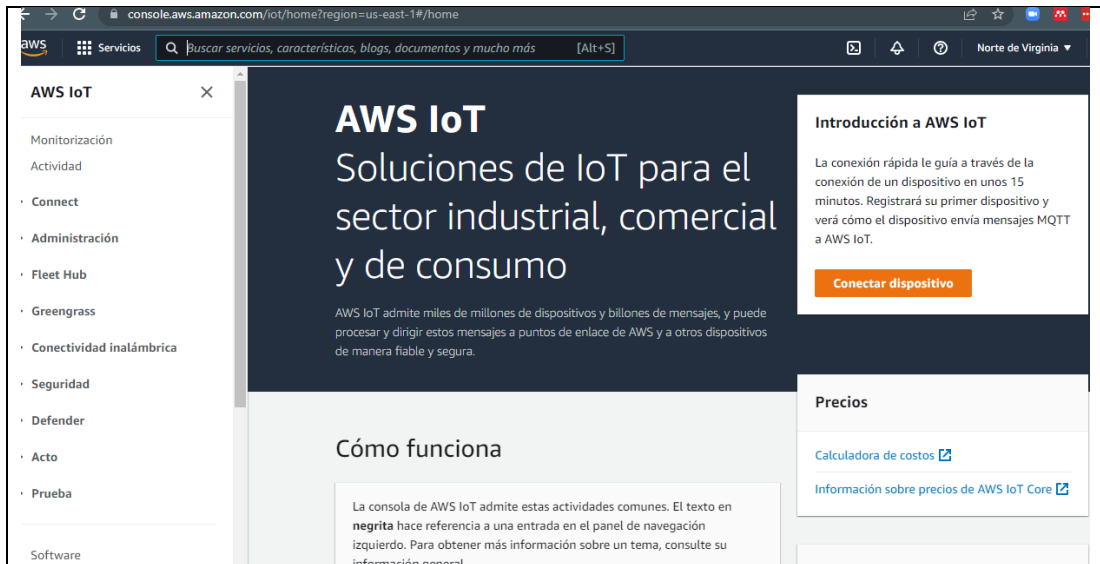 console.aws.amazon.com/iot/home?region=us-east-1#/home
aws
Servicios
Buscar servicios, características, blogs, documentos y mucho más
[Alt+S]
Norte de Virginia
AWS IoT
Monitorización
Actividad
Connect
Administración
Fleet Hub
Greengrass
Conectividad inalámbrica
Seguridad
Defender
Acto
Prueba
Software
AWS IoT
Soluciones de IoT para el
sector industrial, comercial
y de consumo
AWS IoT admite miles de millones de dispositivos y billones de mensajes, y puede
procesar y dirigir estos mensajes a puntos de enlace de AWS y a otros dispositivos
de manera fiable y segura.
Introducción a AWS IoT
La conexión rápida le guía a través de la
conexión de un dispositivo en unos 15
minutos. Registrará su primer dispositivo y
verá cómo el dispositivo envía mensajes MQTT
a AWS IoT.
Conectar dispositivo
Precios
Calculadora de costos
Información sobre precios de AWS IoT Core
Cómo funciona
La consola de AWS IoT admite estas actividades comunes. El texto en
negrita hace referencia a una entrada en el panel de navegación
izquierdo. Para obtener más información sobre un tema, consulte su
información general.